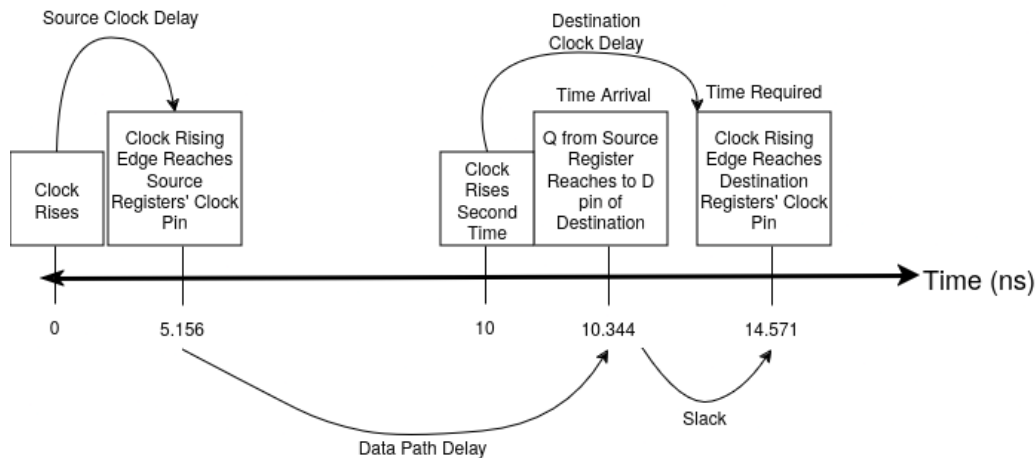 Source Clock Delay
Destination
Clock Delay
Time Arrival
Time Required
Clock
Rises
Clock Rising
Edge Reaches
Source
Registers' Clock
Pin
Clock
Rises
Second
Time
Q from Source
Register
Reaches to D
pin of
Destination
Clock Rising
Edge Reaches
Destination
Registers' Clock
Pin
Time (ns)
0
5.156
10
10.344
14.571
Data Path Delay
Slack